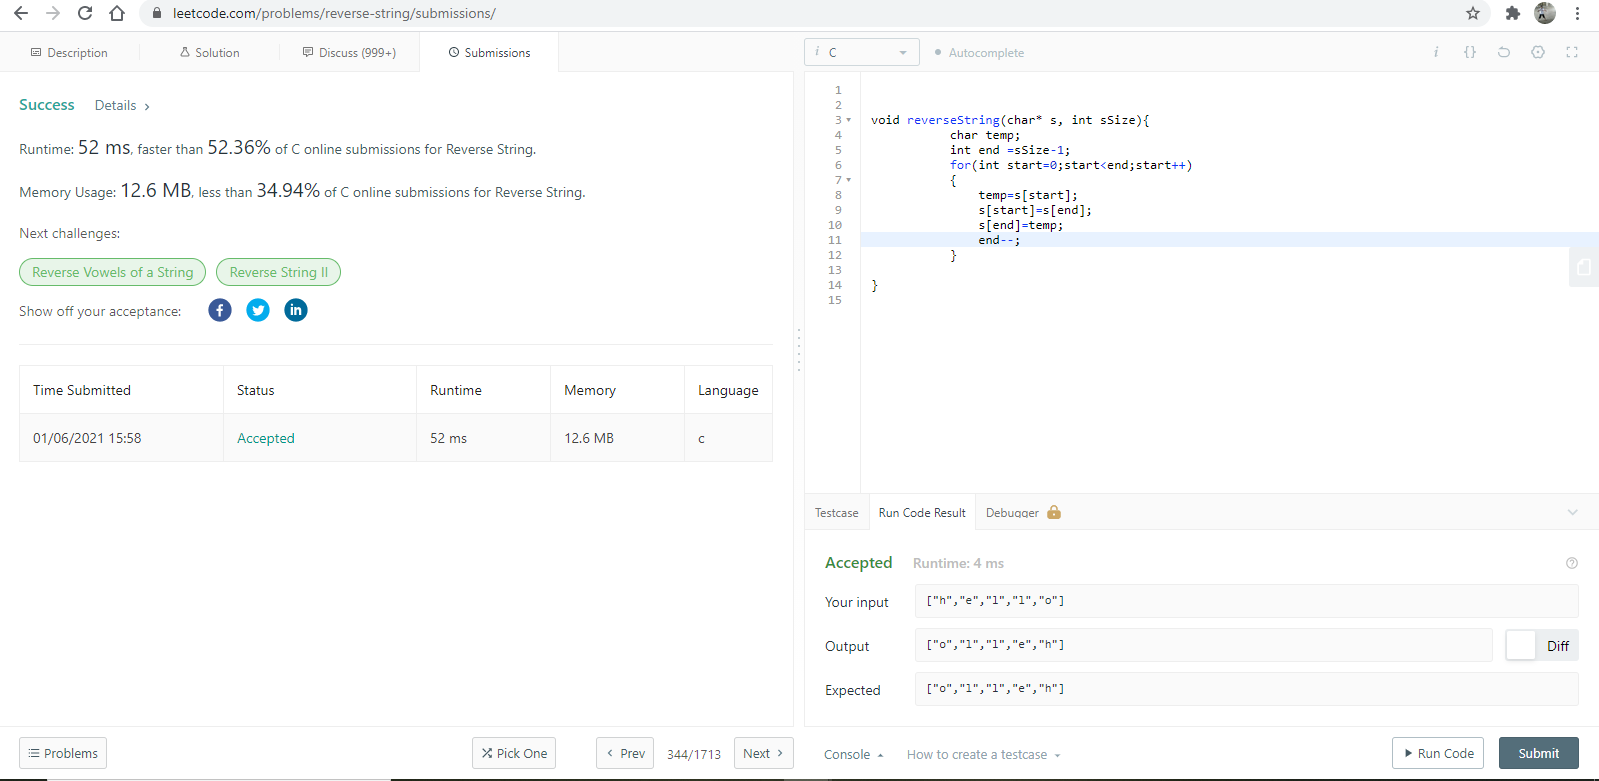 leetcode.com/problems/reverse-string/submissions/
Description Solution Discuss (999+) Submissions
Success Details >
Runtime: 52 ms, faster than 52.36% of C online submissions for Reverse String.
Memory Usage: 12.6 MB, less than 34.94% of C online submissions for Reverse String.
Next challenges:
Reverse Vowels of a String Reverse String II
Show off your acceptance: f in
Time Submitted Status Runtime Memory Language
01/06/2021 15:58 Accepted 52 ms 12.6 MB c
Problems Pick One < Prev 344/1713 Next >
i C Autocomplete i {}
1
2
3 void reverseString(char* s, int sSize){
4 char temp;
5 int end =sSize-1;
6 for(int start=0;start<end;start++)
7 {
8 temp=s[start];
9 s[start]=s[end];
10 s[end]=temp;
11 end--;
12 }
13
14 }
15
Testcase Run Code Result Debugger
Accepted Runtime: 4 ms ?
Your input ["h","e","l","l","o"]
Output ["o","l","l","e","h"] Diff
Expected ["o","l","l","e","h"]
Console How to create a testcase Run Code Submit